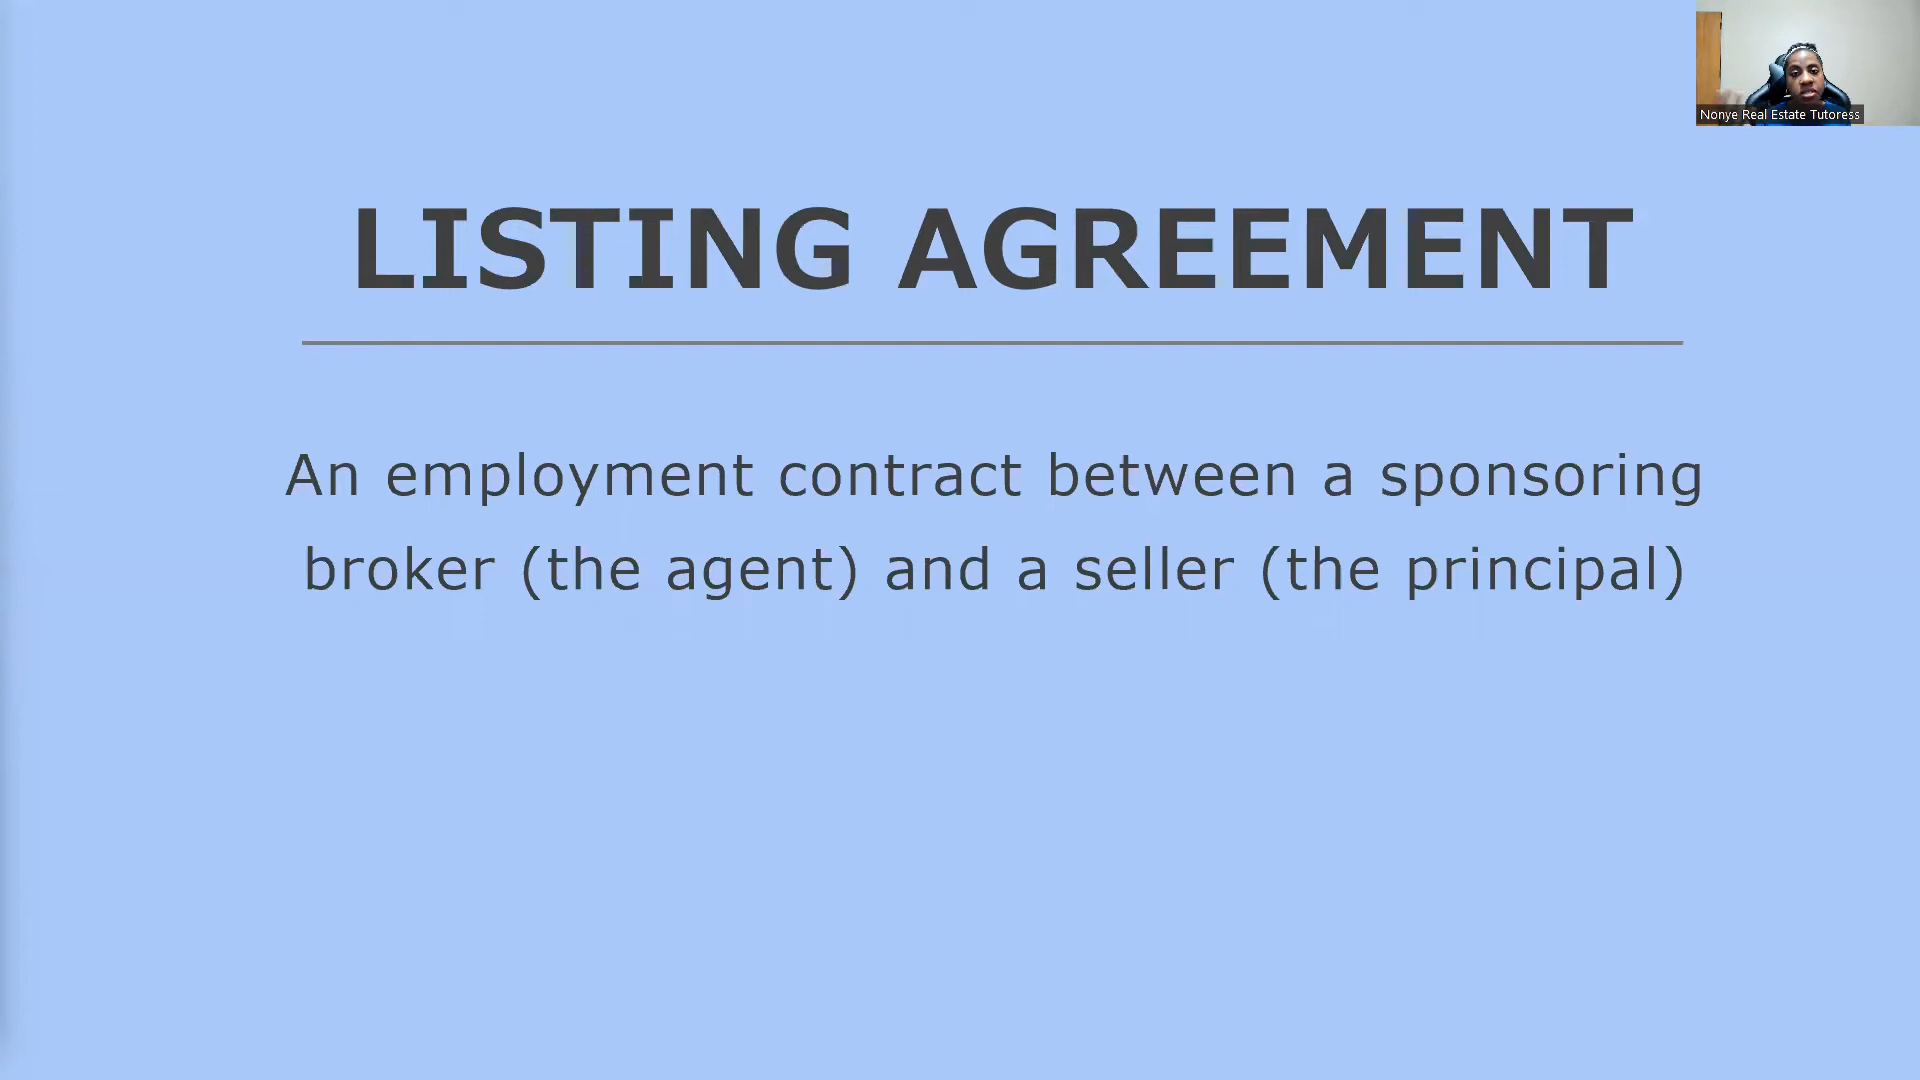 Nonye Real Estate Tutoress
LISTING AGREEMENT
An employment contract between a sponsoring
broker (the agent) and a seller (the principal)